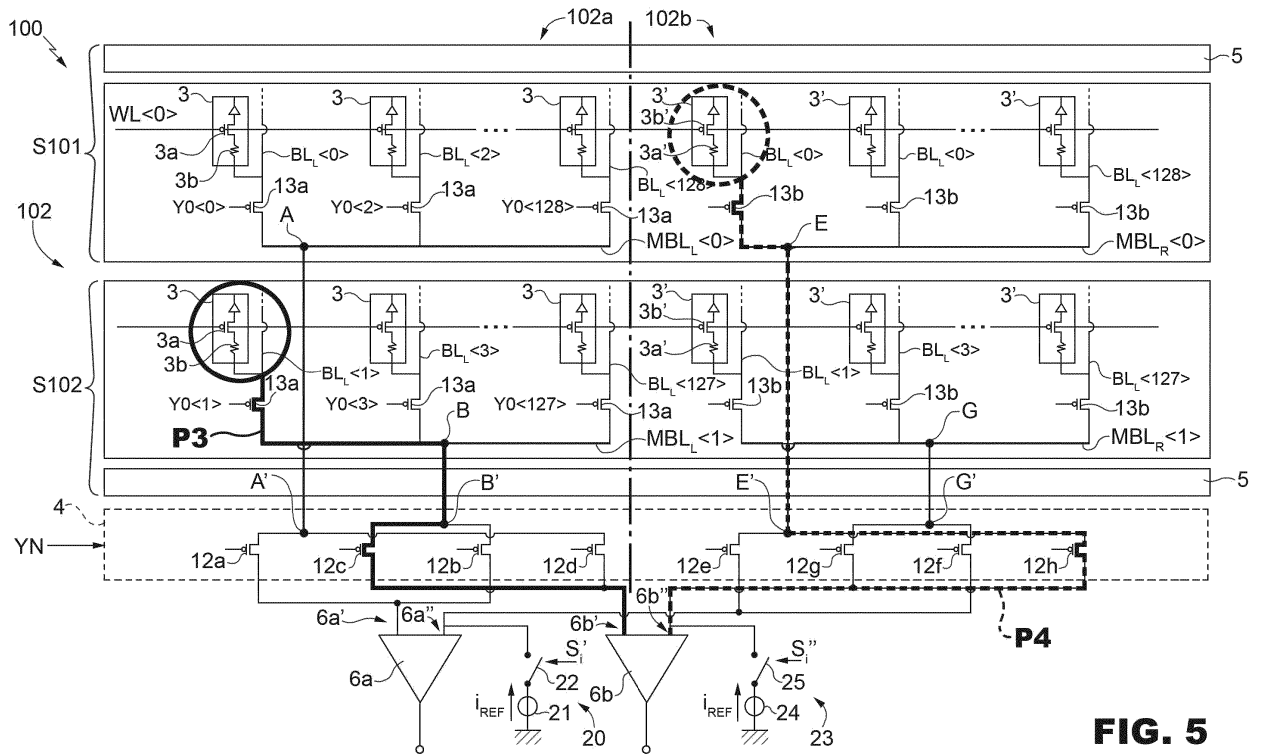 102a 102b
100
5
3 3 3 3' 3' 3'
WL<0> 3b'
S101 3a BL_L<0> BL_L<2> 3a' BL_L<0> BL_L<0>
3b BL_L<128> BL_L<128>
13a 13a 13b
Y0<0> Y0<2> Y0<128> 13a 13b 13b
A E
MBL_L<0> MBL_R<0>
102
3 3 3 3' 3' 3'
3b'
3a BL_L<3> 3a' BL_L<3>
3b
S102 BL_L<1> BL_L<127> BL_L<1> BL_L<127>
13a 13a 13b
Y0<1> Y0<3> Y0<127> 13a 13b 13b
P3 B G
MBL_L<1> MBL_R<1>
A' B' E' G' 5
4
YN
12a 12c 12b 12d 12e 12g 12f 12h
6a' 6a'' 6b' 6b''
P4
S_i' S_i''
6a 22 6b 25
i_REF 21 20 i_REF 24 23
FIG. 5